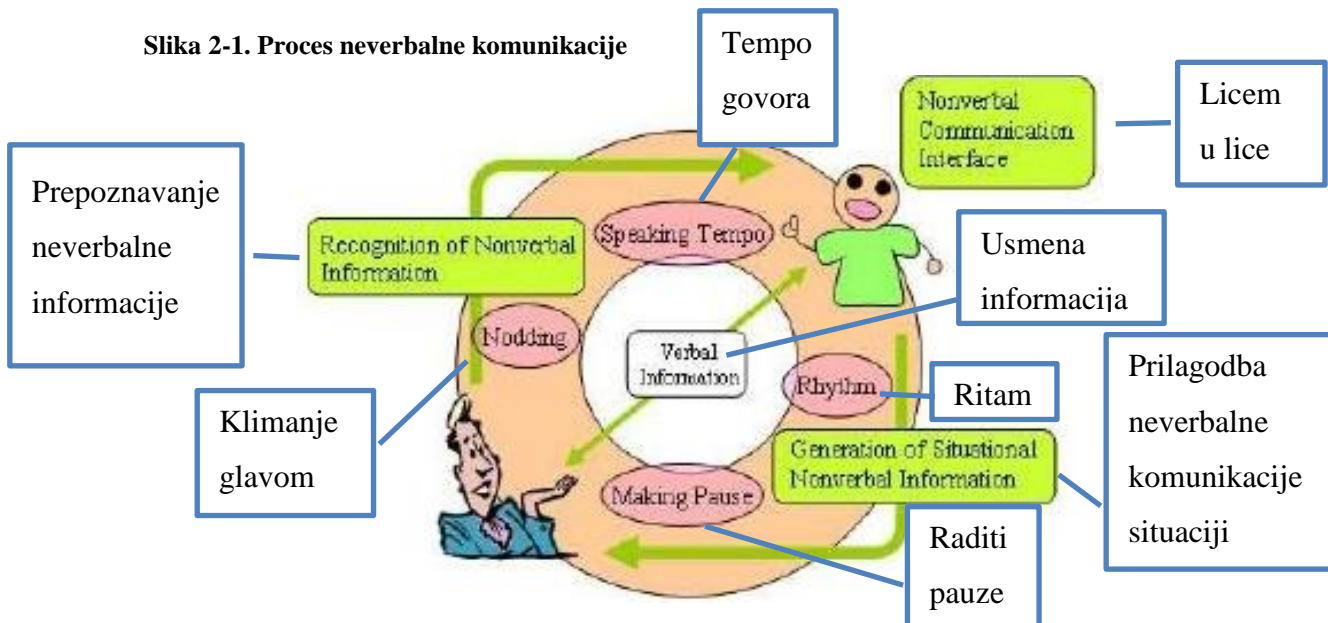 Slika 2-1. Proces neverbalne komunikacije
Tempo
govora
Nonverbal
Communication
Interface
Licem
u lice
Prepoznavanje
neverbalne
informacije
Recognition of Nonverbal
Information
Speaking Tempo
Usmena
informacija
Nodding
Verbal
Information
Rhythm
Ritam
Prilagodba
neverbalne
komunikacije
situaciji
Klimanje
glavom
Generation of Situational
Nonverbal Information
Making Pause
Raditi
pauze